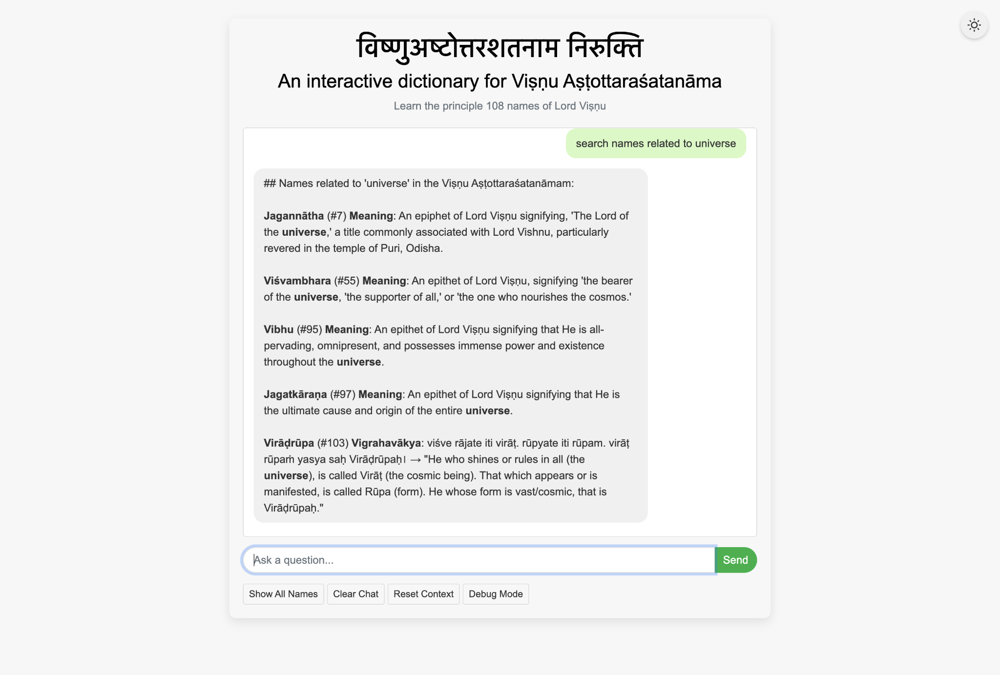 विष्णुअष्टोत्तरशतनाम निरुक्ति
An interactive dictionary for Viṣṇu Aṣṭottaraśatanāma
Learn the principle 108 names of Lord Viṣṇu
search names related to universe
## Names related to 'universe' in the Viṣṇu Aṣṭottaraśatanāmam:
Jagannātha (#7) Meaning: An epiphet of Lord Viṣṇu signifying, 'The Lord of
the universe,' a title commonly associated with Lord Vishnu, particularly
revered in the temple of Puri, Odisha.
Viśvambhara (#55) Meaning: An epithet of Lord Viṣṇu, signifying 'the bearer
of the universe, 'the supporter of all,' or 'the one who nourishes the cosmos.'
Vibhu (#95) Meaning: An epithet of Lord Viṣṇu signifying that He is all-
pervading, omnipresent, and possesses immense power and existence
throughout the universe.
Jagatkāraṇa (#97) Meaning: An epithet of Lord Viṣṇu signifying that He is
the ultimate cause and origin of the entire universe.
Virāḍrūpa (#103) Vigrahavākya: viśve rājate iti virāṭ. rūpyate iti rūpam. virāṭ
rūpaṁ yasya saḥ Virāḍrūpaḥ। → "He who shines or rules in all (the
universe), is called Virāṭ (the cosmic being). That which appears or is
manifested, is called Rūpa (form). He whose form is vast/cosmic, that is
Virāḍrūpaḥ."
Ask a question...
Send
Show All Names
Clear Chat
Reset Context
Debug Mode